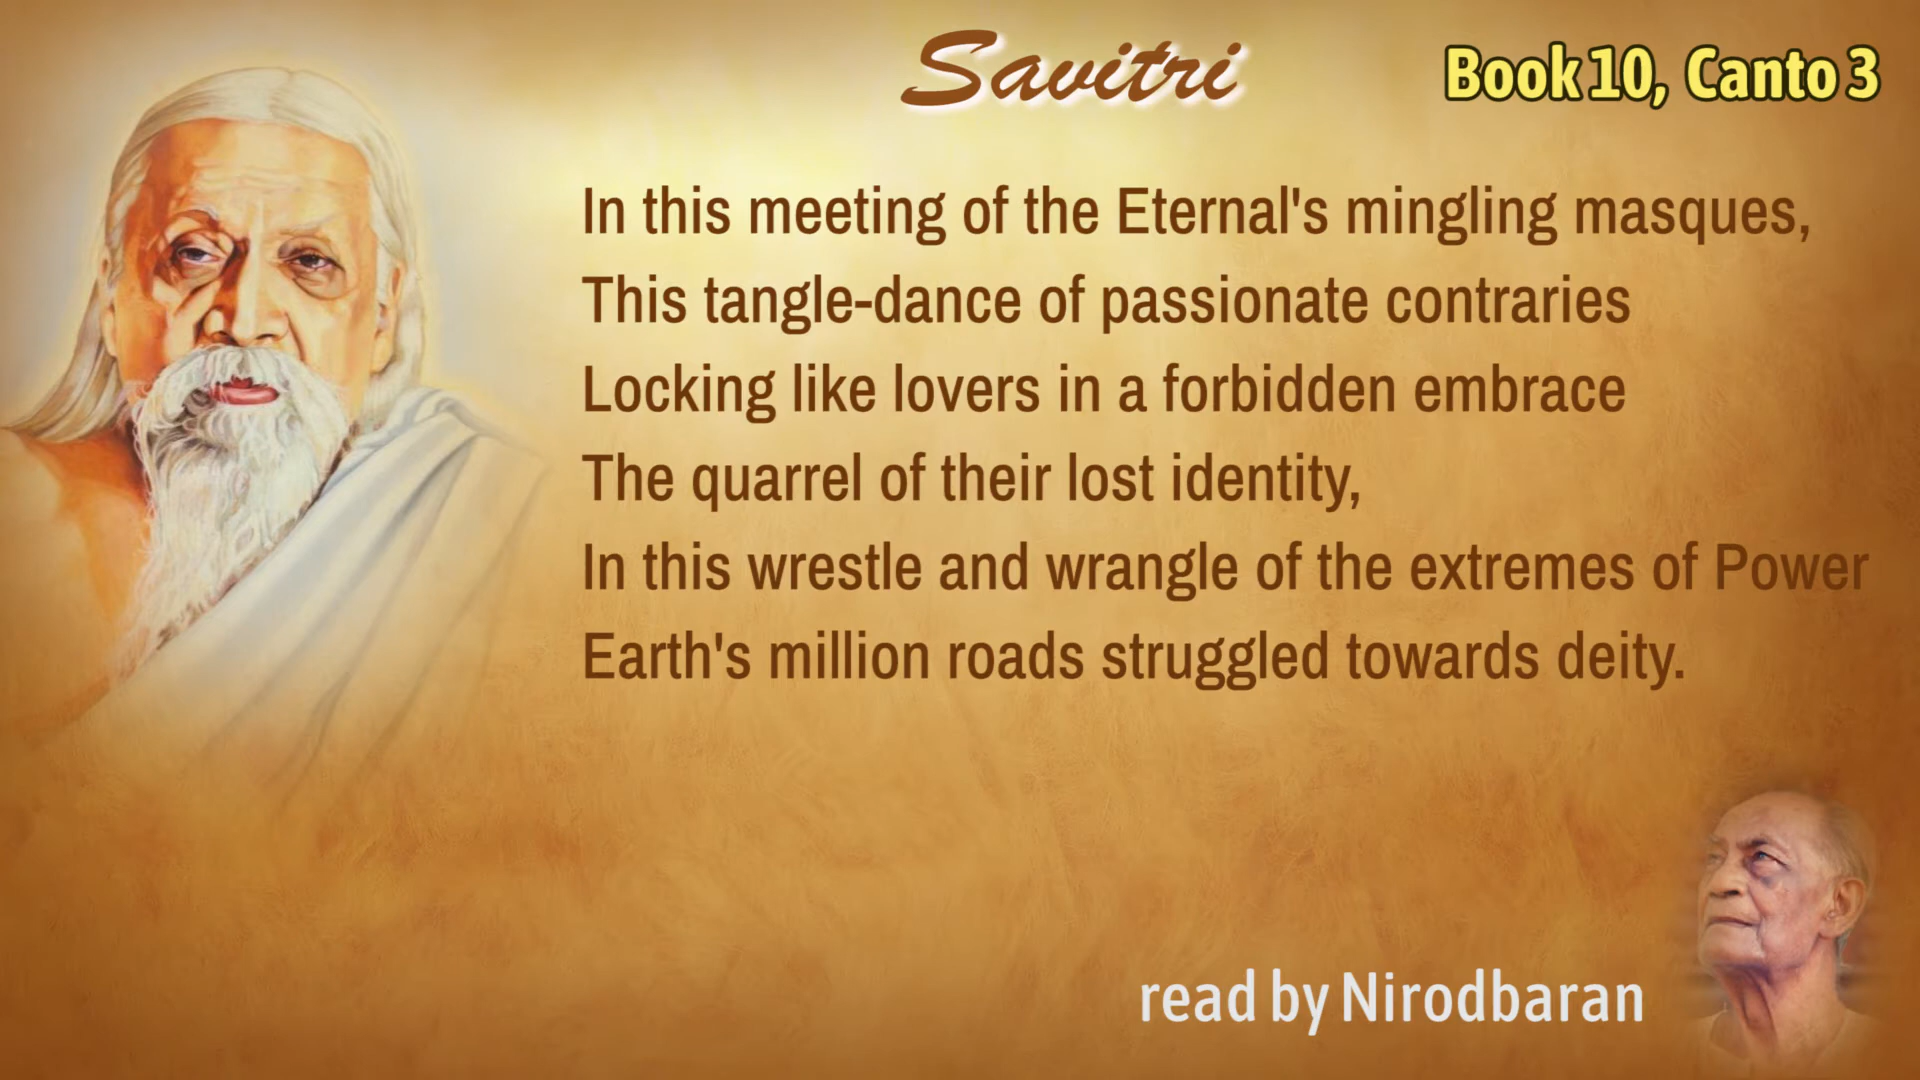 Savitri
Book 10, Canto 3
In this meeting of the Eternal's mingling masques,
This tangle-dance of passionate contraries
Locking like lovers in a forbidden embrace
The quarrel of their lost identity,
In this wrestle and wrangle of the extremes of Power
Earth's million roads struggled towards deity.
read by Nirodbaran